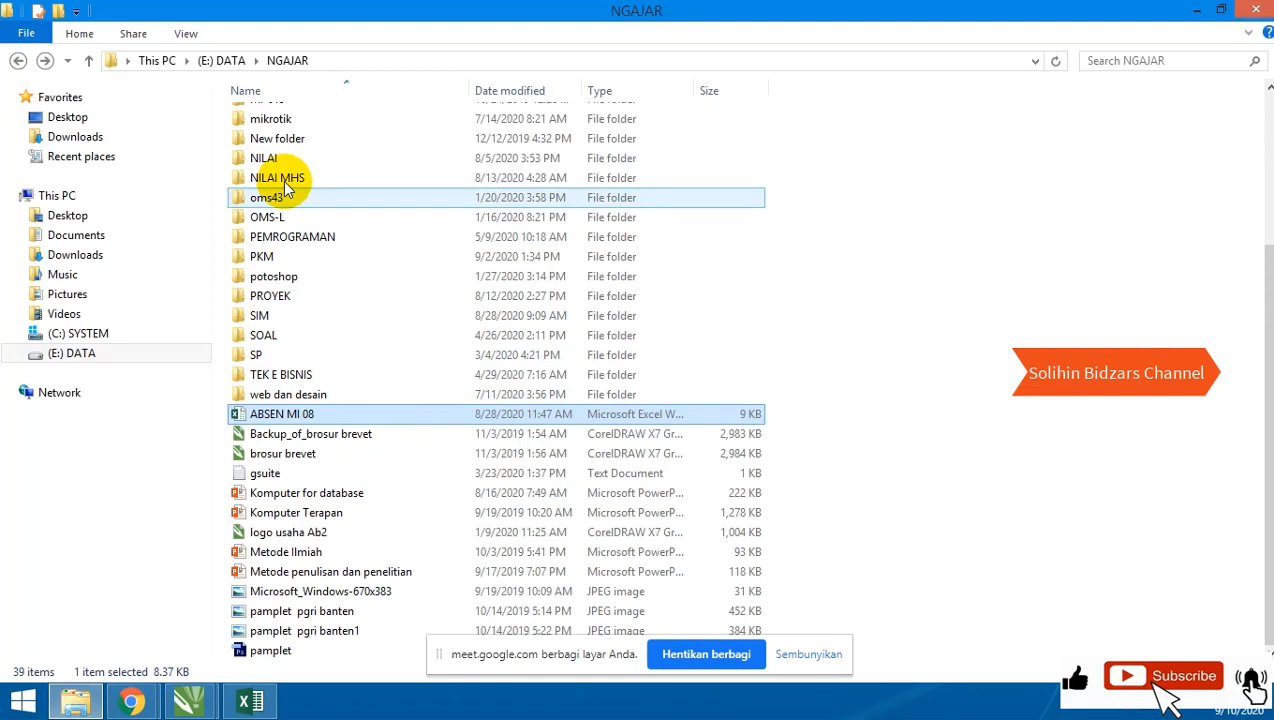 NGAJAR
File Home Share View
This PC (E:) DATA NGAJAR Search NGAJAR
Name Date modified Type Size
Favorites
Desktop
Downloads
Recent places
This PC
Desktop
Documents
Downloads
Music
Pictures
Videos
(C:) SYSTEM
(E:) DATA
Network
mikrotik 7/14/2020 8:21 AM File folder
New folder 12/12/2019 4:32 PM File folder
NILAI 8/5/2020 3:53 PM File folder
NILAI MHS 8/13/2020 4:28 AM File folder
oms43 1/20/2020 3:58 PM File folder
OMS-L 1/16/2020 8:21 PM File folder
PEMROGRAMAN 5/9/2020 10:18 AM File folder
PKM 9/2/2020 1:34 PM File folder
potoshop 1/27/2020 3:14 PM File folder
PROYEK 8/12/2020 2:27 PM File folder
SIM 8/28/2020 9:09 AM File folder
SOAL 4/26/2020 2:11 PM File folder
SP 3/4/2020 4:21 PM File folder
TEK E BISNIS 4/29/2020 7:16 AM File folder
web dan desain 7/11/2020 3:56 PM File folder
ABSEN MI 08 8/28/2020 11:47 AM Microsoft Excel W... 9 KB
Backup_of_brosur brevet 11/3/2019 1:54 AM CorelDRAW X7 Gr... 2,983 KB
brosur brevet 11/3/2019 1:56 AM CorelDRAW X7 Gr... 2,984 KB
gsuite 3/23/2020 1:37 PM Text Document 1 KB
Komputer for database 8/16/2020 7:49 AM Microsoft PowerP... 222 KB
Komputer Terapan 9/19/2019 10:20 AM Microsoft PowerP... 1,278 KB
logo usaha Ab2 1/9/2020 11:25 AM CorelDRAW X7 Gr... 1,004 KB
Metode Ilmiah 10/3/2019 5:41 PM Microsoft PowerP... 93 KB
Metode penulisan dan penelitian 9/17/2019 7:07 PM Microsoft PowerP... 118 KB
Microsoft_Windows-670x383 9/19/2019 10:09 AM JPEG image 31 KB
pamplet pgri banten 10/14/2019 5:14 PM JPEG image 452 KB
pamplet pgri banten1 10/14/2019 5:22 PM JPEG image 384 KB
pamplet
Solihin Bidzars Channel
meet.google.com berbagi layar Anda. Hentikan berbagi Sembunyikan
39 items 1 item selected 8.37 KB
Subscribe
9/10/2020